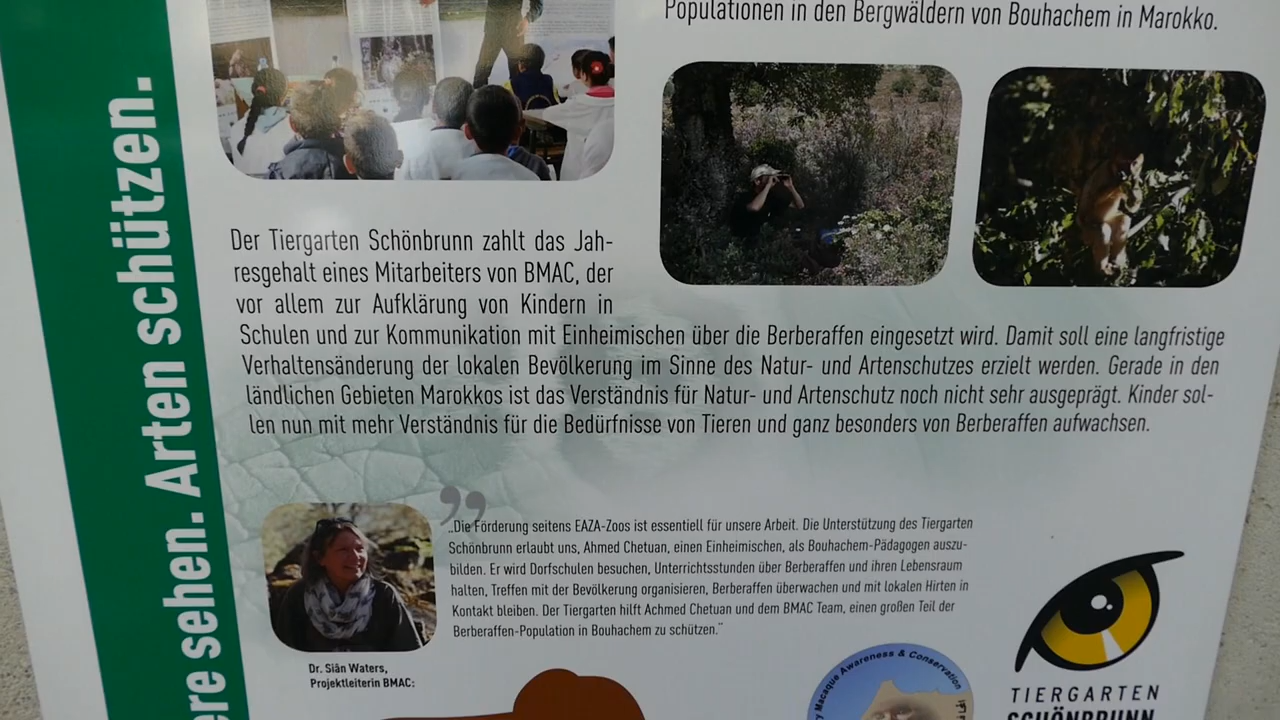 Populationen in den Bergwäldern von Bouhachem in Marokko.
Der Tiergarten Schönbrunn zahlt das Jah-
resgehalt eines Mitarbeiters von BMAC, der
vor allem zur Aufklärung von Kindern in
Schulen und zur Kommunikation mit Einheimischen über die Berberaffen eingesetzt wird. Damit soll eine langfristige
Verhaltensänderung der lokalen Bevölkerung im Sinne des Natur- und Artenschutzes erzielt werden. Gerade in den
ländlichen Gebieten Marokkos ist das Verständnis für Natur- und Artenschutz noch nicht sehr ausgeprägt. Kinder sol-
len nun mit mehr Verständnis für die Bedürfnisse von Tieren und ganz besonders von Berberaffen aufwachsen.
„Die Förderung seitens EAZA-Zoos ist essentiell für unsere Arbeit. Die Unterstützung des Tiergarten
Schönbrunn erlaubt uns, Ahmed Chetuan, einen Einheimischen, als Bouhachem-Pädagogen auszu-
bilden. Er wird Dorfschulen besuchen, Unterrichtsstunden über Berberaffen und ihren Lebensraum
halten, Treffen mit der Bevölkerung organisieren, Berberaffen überwachen und mit lokalen Hirten in
Kontakt bleiben. Der Tiergarten hilft Achmed Chetuan und dem BMAC Team, einen großen Teil der
Berberaffen-Population in Bouhachem zu schützen.“
Dr. Siân Waters,
Projektleiterin BMAC:
ere sehen. Arten schützen.
y Macaque Awareness & Conservation
TIERGARTEN
SCHÖNBRUNN